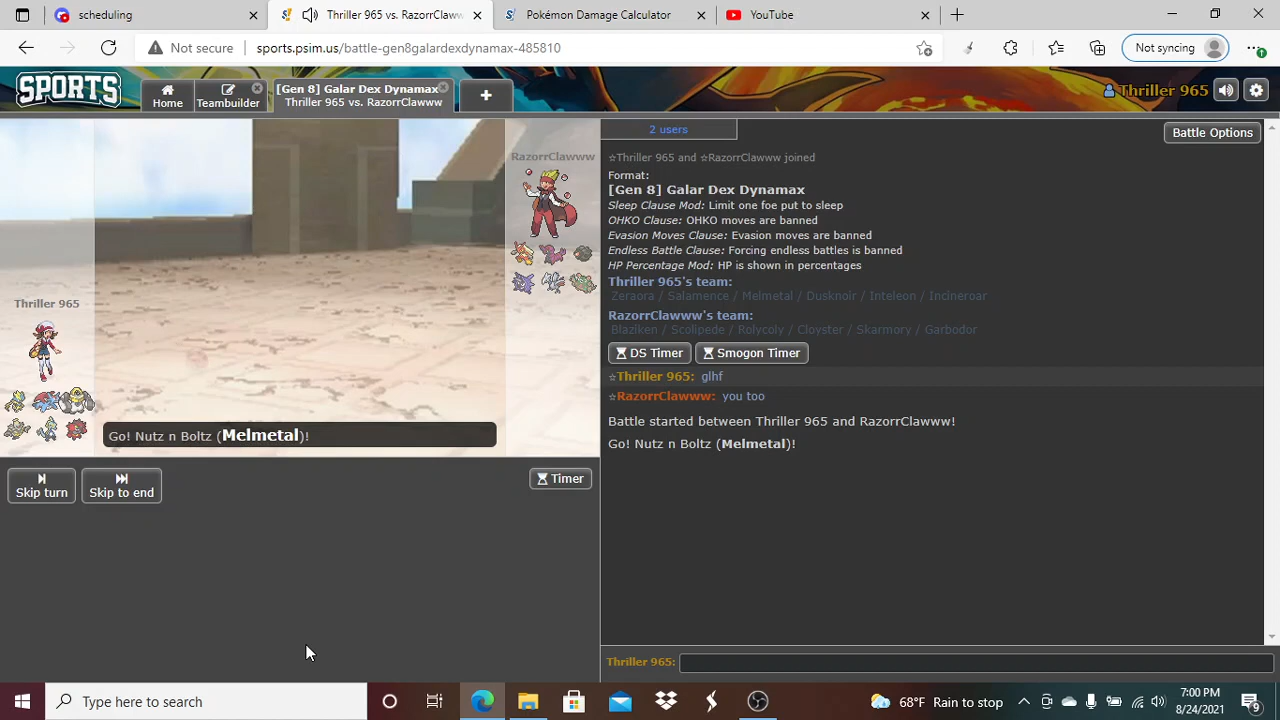 scheduling
Thriller 965 vs. RazorrClaww
Pokémon Damage Calculator
YouTube
Not secure
sports.psim.us/battle-gen8galardexdynamax-485810
Not syncing
SPORTS
Home
Teambuilder
[Gen 8] Galar Dex Dynamax
Thriller 965 vs. RazorrClawww
Thriller 965
2 users
Battle Options
☆Thriller 965 and ☆RazorrClawww joined
Format:
[Gen 8] Galar Dex Dynamax
Sleep Clause Mod: Limit one foe put to sleep
OHKO Clause: OHKO moves are banned
Evasion Moves Clause: Evasion moves are banned
Endless Battle Clause: Forcing endless battles is banned
HP Percentage Mod: HP is shown in percentages
Thriller 965's team:
Zeraora / Salamence / Melmetal / Dusknoir / Inteleon / Incineroar
RazorrClawww's team:
Blaziken / Scolipede / Rolycoly / Cloyster / Skarmory / Garbodor
DS Timer
Smogon Timer
☆Thriller 965: glhf
☆RazorrClawww: you too
Battle started between Thriller 965 and RazorrClawww!
Go! Nutz n Boltz (Melmetal)!
RazorrClawww
Thriller 965
Go! Nutz n Boltz (Melmetal)!
Skip turn
Skip to end
Timer
Thriller 965:
Type here to search
68°F Rain to stop
7:00 PM
8/24/2021
9